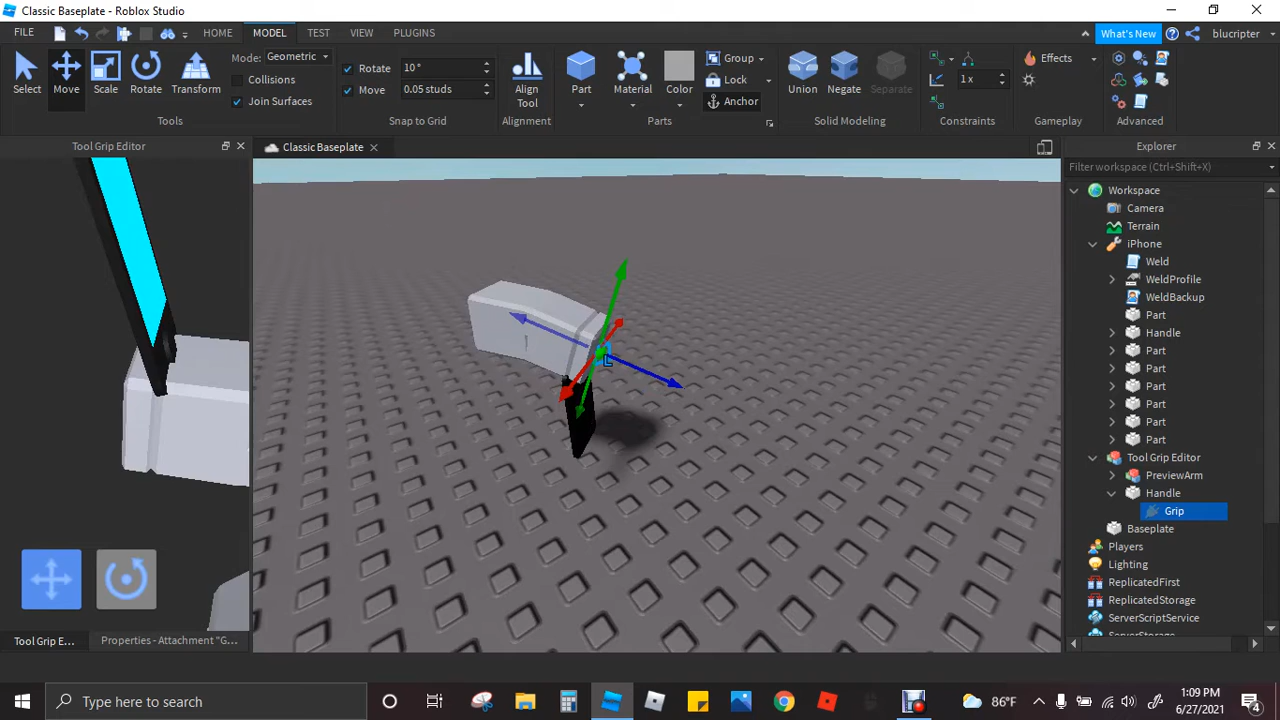 Classic Baseplate - Roblox Studio
FILE HOME MODEL TEST VIEW PLUGINS What's New blucripter
Select Move Scale Rotate Transform
Mode: Geometric
Collisions
Join Surfaces
Tools
Rotate 10 °
Move 0.05 studs
Snap to Grid
Align Tool
Alignment
Part Material Color
Group
Lock
Anchor
Parts
Union Negate Separate
Solid Modeling
1 x
Constraints
Effects
Gameplay
Advanced
Tool Grip Editor
Classic Baseplate
Explorer
Filter workspace (Ctrl+Shift+X)
Workspace
Camera
Terrain
iPhone
Weld
WeldProfile
WeldBackup
Part
Handle
Part
Part
Part
Part
Part
Part
Tool Grip Editor
PreviewArm
Handle
Grip
Baseplate
Players
Lighting
ReplicatedFirst
ReplicatedStorage
ServerScriptService
ServerStorage
L
Tool Grip E...
Properties - Attachment "G...
Type here to search
86°F
1:09 PM
6/27/2021
4